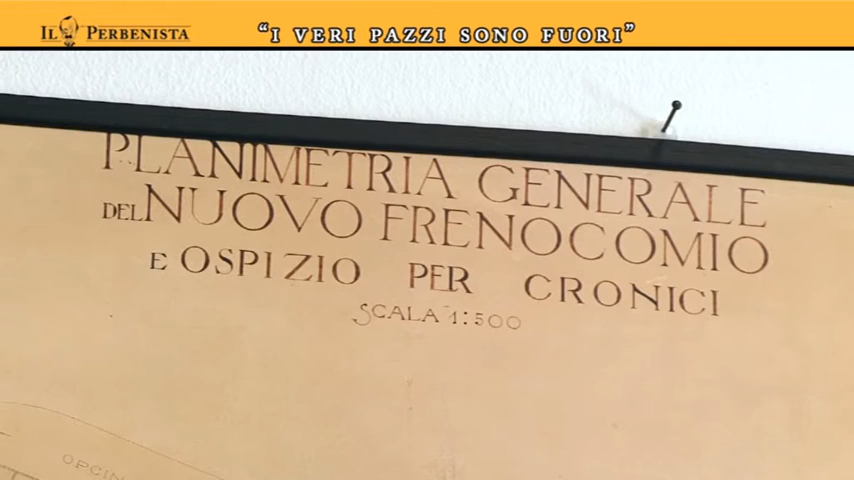 IL PERBENISTA
“I VERI PAZZI SONO FUORI”
PLANIMETRIA GENERALE
DEL NUOVO FRENOCOMIO
E OSPIZIO PER CRONICI
SCALA 1:500